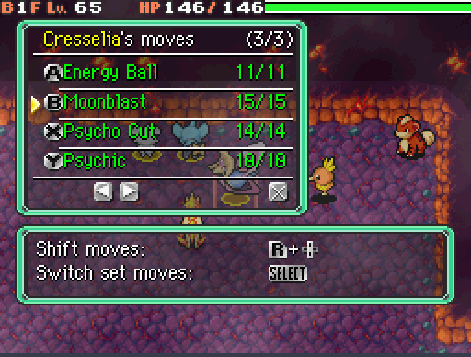 B1F Lv. 65 HP146/146
Cresselia's moves (3/3)
A Energy Ball 11/11
B Moonblast 15/15
X Psycho Cut 14/14
Y Psychic 10/10
X
Shift moves: R+
Switch set moves: SELECT